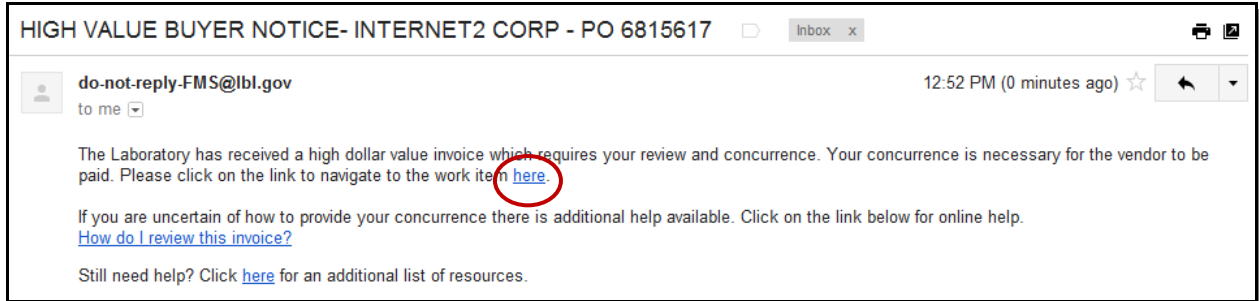 HIGH VALUE BUYER NOTICE- INTERNET2 CORP - PO 6815617 Inbox x
do-not-reply-FMS@lbl.gov 12:52 PM (0 minutes ago)
to me
The Laboratory has received a high dollar value invoice which requires your review and concurrence. Your concurrence is necessary for the vendor to be
paid. Please click on the link to navigate to the work item here.
If you are uncertain of how to provide your concurrence there is additional help available. Click on the link below for online help.
How do I review this invoice?
Still need help? Click here for an additional list of resources.